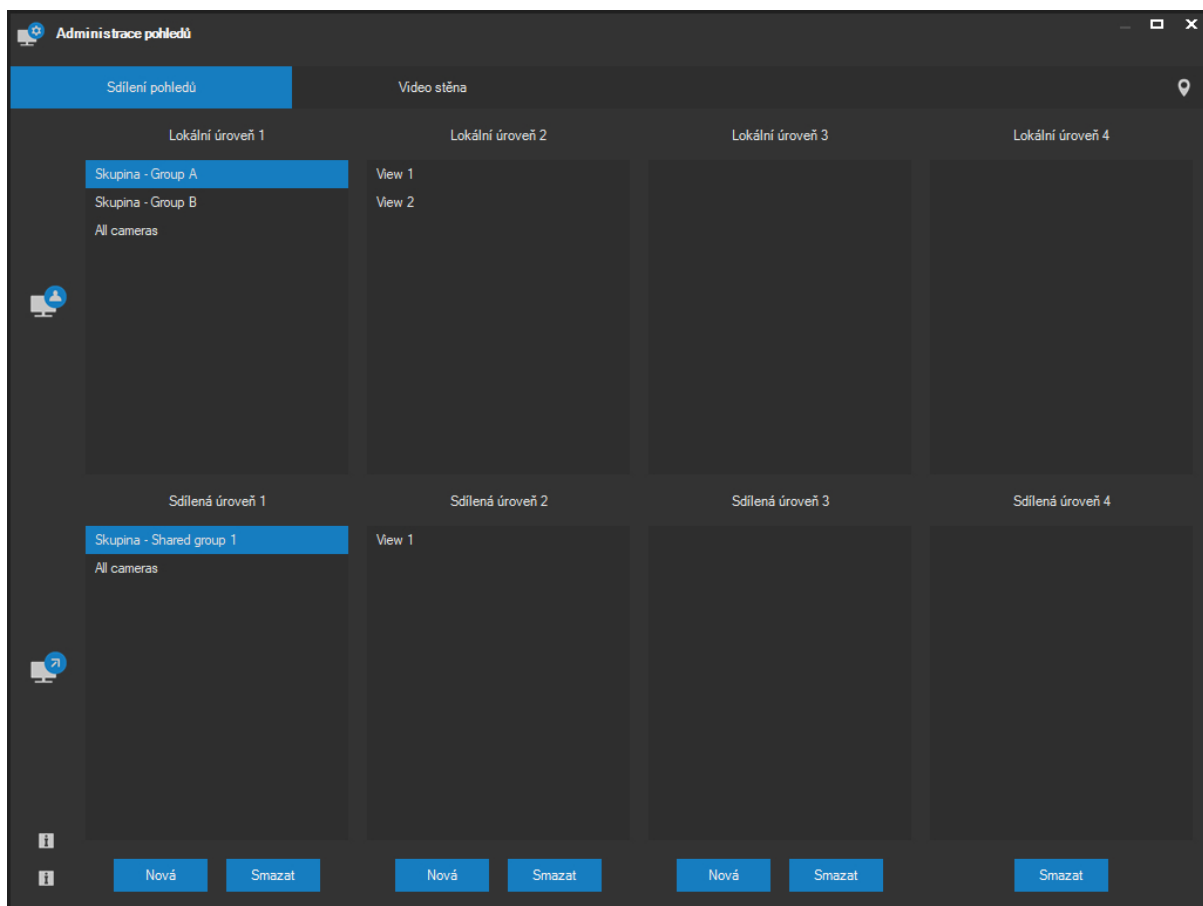 Administrace pohledů
Sdílení pohledů Video stěna
Lokální úroveň 1 Lokální úroveň 2 Lokální úroveň 3 Lokální úroveň 4
Skupina - Group A View 1
Skupina - Group B View 2
All cameras
Sdílená úroveň 1 Sdílená úroveň 2 Sdílená úroveň 3 Sdílená úroveň 4
Skupina - Shared group 1 View 1
All cameras
Nová Smazat Nová Smazat Nová Smazat Smazat